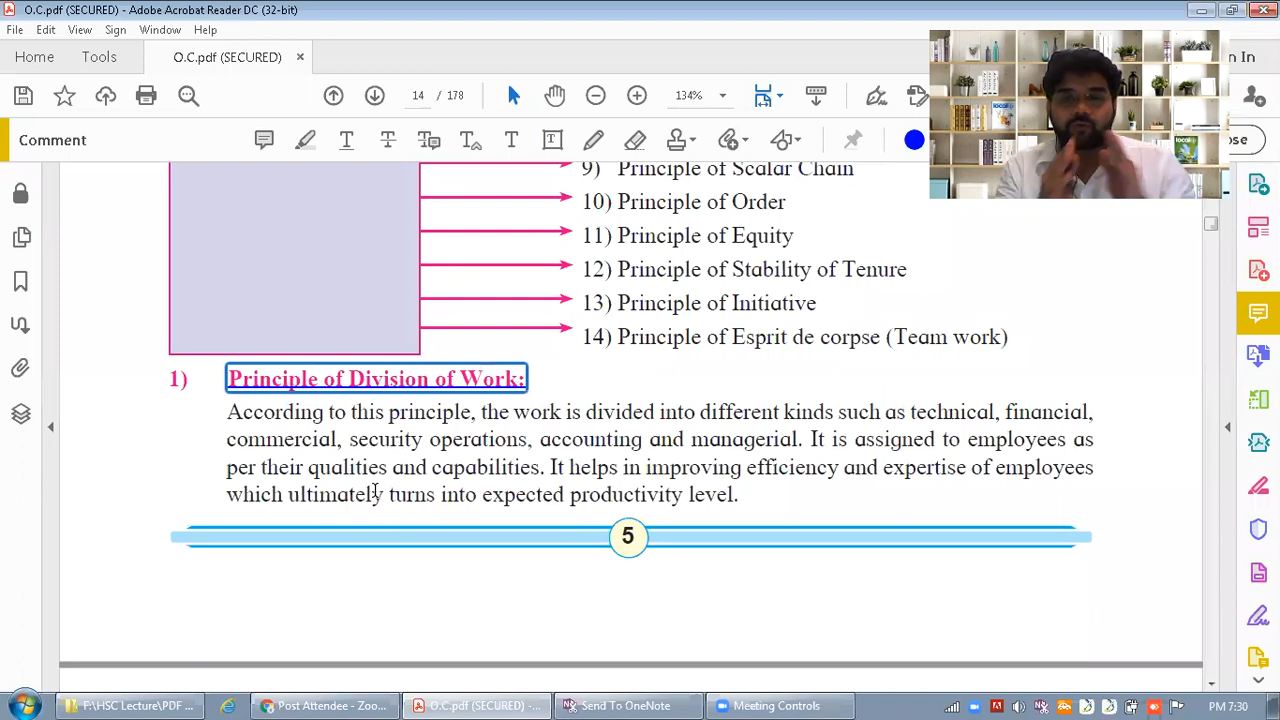 O.C.pdf (SECURED) - Adobe Acrobat Reader DC (32-bit)
File Edit View Sign Window Help
Home Tools O.C.pdf (SECURED) × In
14 / 178 134%
Comment
9) Principle of Scalar Chain
10) Principle of Order
11) Principle of Equity
12) Principle of Stability of Tenure
13) Principle of Initiative
14) Principle of Esprit de corpse (Team work)
1) Principle of Division of Work:
According to this principle, the work is divided into different kinds such as technical, financial,
commercial, security operations, accounting and managerial. It is assigned to employees as
per their qualities and capabilities. It helps in improving efficiency and expertise of employees
which ultimately turns into expected productivity level.
5
F:\HSC Lecture\PDF ... Post Attendee - Zoo... O.C.pdf (SECURED) -... Send To OneNote Meeting Controls PM 7:30